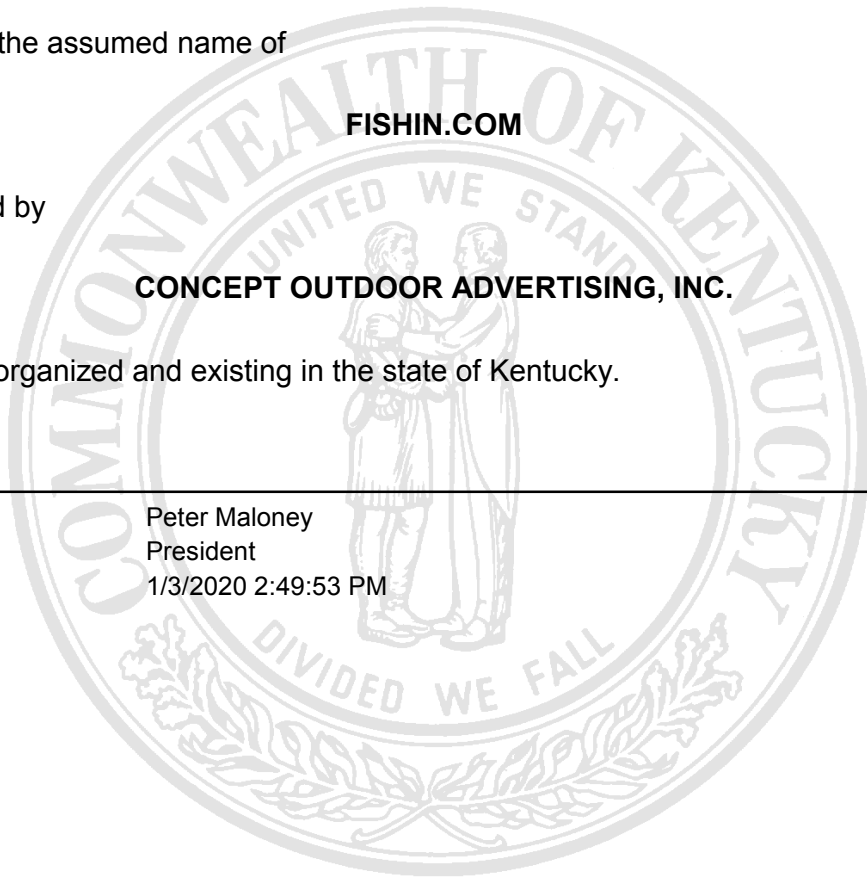 the assumed name of
FISHIN.COM
d by
CONCEPT OUTDOOR ADVERTISING, INC.
organized and existing in the state of Kentucky.
Peter Maloney
President
1/3/2020 2:49:53 PM
COMMONWEALTH OF KENTUCKY
UNITED WE STAND
DIVIDED WE FALL